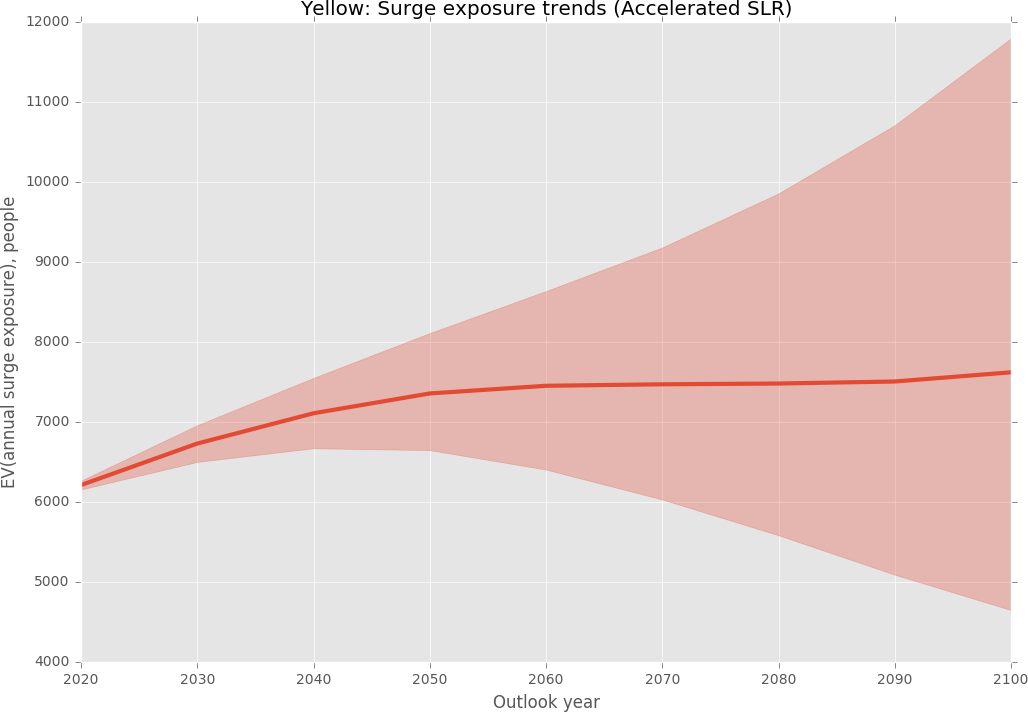 Yellow: Surge exposure trends (Accelerated SLR)
EV(annual surge exposure), people
12000
11000
10000
9000
8000
7000
6000
5000
4000
2020 2030 2040 2050 2060 2070 2080 2090 2100
Outlook year